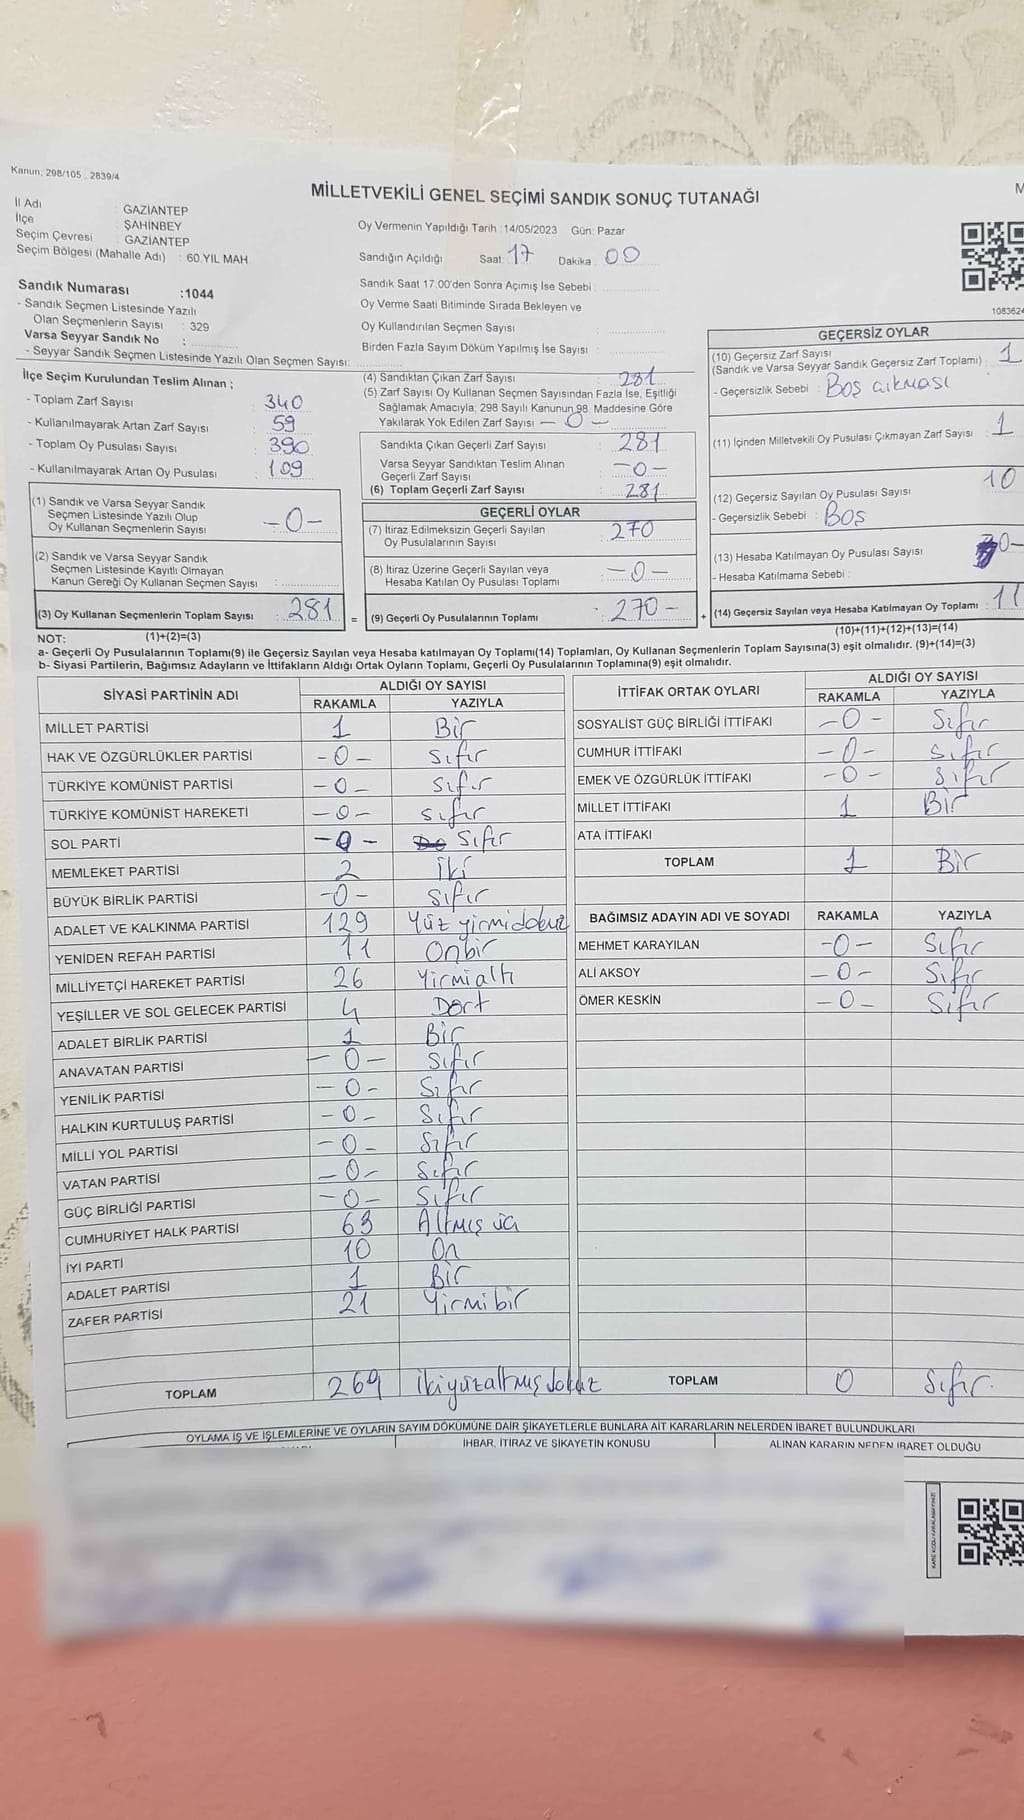 Kanun: 298/105 . 2839/4
MİLLETVEKİLİ GENEL SEÇİMİ SANDIK SONUÇ TUTANAĞI
İl Adı : GAZİANTEP
İlçe : ŞAHİNBEY
Seçim Çevresi : GAZİANTEP
Seçim Bölgesi (Mahalle Adı) : 60.YIL MAH.
Sandık Numarası :1044
- Sandık Seçmen Listesinde Yazılı
Olan Seçmenlerin Sayısı : 329
Varsa Seyyar Sandık No :
- Seyyar Sandık Seçmen Listesinde Yazılı Olan Seçmen Sayısı:
Oy Vermenin Yapıldığı Tarih : 14/05/2023 Gün: Pazar
Sandığın Açıldığı Saat: 17 Dakika : 00
Sandık Saat 17.00'den Sonra Açımış İse Sebebi :
Oy Verme Saati Bitiminde Sırada Bekleyen ve
Oy Kullandırılan Seçmen Sayısı :
Birden Fazla Sayım Döküm Yapılmış İse Sayısı :
1083624
İlçe Seçim Kurulundan Teslim Alınan ;
- Toplam Zarf Sayısı : 340
- Kullanılmayarak Artan Zarf Sayısı : 59
- Toplam Oy Pusulası Sayısı : 390
- Kullanılmayarak Artan Oy Pusulası : 109
(1) Sandık ve Varsa Seyyar Sandık
Seçmen Listesinde Yazılı Olup
Oy Kullanan Seçmenlerin Sayısı -0-
(2) Sandık ve Varsa Seyyar Sandık
Seçmen Listesinde Kayıtlı Olmayan
Kanun Gereği Oy Kullanan Seçmen Sayısı :
(3) Oy Kullanan Seçmenlerin Toplam Sayısı : 281
(1)+(2)=(3)
(4) Sandıktan Çıkan Zarf Sayısı : 281
(5) Zarf Sayısı Oy Kullanan Seçmen Sayısından Fazla İse, Eşitliği
Sağlamak Amacıyla; 298 Sayılı Kanunun 98. Maddesine Göre
Yakılarak Yok Edilen Zarf Sayısı -0-
Sandıkta Çıkan Geçerli Zarf Sayısı : 281
Varsa Seyyar Sandıktan Teslim Alınan
Geçerli Zarf Sayısı -0-
(6) Toplam Geçerli Zarf Sayısı : 281
GEÇERLİ OYLAR
(7) İtiraz Edilmeksizin Geçerli Sayılan
Oy Pusulalarının Sayısı : 270
(8) İtiraz Üzerine Geçerli Sayılan veya
Hesaba Katılan Oy Pusulası Toplamı -0-
= (9) Geçerli Oy Pusulalarının Toplamı : 270-
GEÇERSİZ OYLAR
(10) Geçersiz Zarf Sayısı
(Sandık ve Varsa Seyyar Sandık Geçersiz Zarf Toplamı) : 1
- Geçersizlik Sebebi : Boş çıkması
(11) İçinden Milletvekili Oy Pusulası Çıkmayan Zarf Sayısı : 1
(12) Geçersiz Sayılan Oy Pusulası Sayısı 10
- Geçersizlik Sebebi : Boş
(13) Hesaba Katılmayan Oy Pusulası Sayısı 0-
- Hesaba Katılmama Sebebi :
+ (14) Geçersiz Sayılan veya Hesaba Katılmayan Oy Toplamı : 11
(10)+(11)+(12)+(13)=(14)
NOT:
a- Geçerli Oy Pusulalarının Toplamı(9) ile Geçersiz Sayılan veya Hesaba katılmayan Oy Toplamı(14) Toplamları, Oy Kullanan Seçmenlerin Toplam Sayısına(3) eşit olmalıdır. (9)+(14)=(3)
b- Siyasi Partilerin, Bağımsız Adayların ve İttifakların Aldığı Ortak Oyların Toplamı, Geçerli Oy Pusulalarının Toplamına(9) eşit olmalıdır.
SİYASİ PARTİNİN ADI ALDIĞI OY SAYISI
RAKAMLA YAZIYLA
MİLLET PARTİSİ 1 Bir
HAK VE ÖZGÜRLÜKLER PARTİSİ -0- Sıfır
TÜRKİYE KOMÜNİST PARTİSİ -0- Sıfır
TÜRKİYE KOMÜNİST HAREKETİ -0- Sıfır
SOL PARTİ -0- Sıfır
MEMLEKET PARTİSİ 2 İki
BÜYÜK BİRLİK PARTİSİ -0- Sıfır
ADALET VE KALKINMA PARTİSİ 129 Yüz yirmidokuz
YENİDEN REFAH PARTİSİ 11 Onbir
MİLLİYETÇİ HAREKET PARTİSİ 26 Yirmialtı
YEŞİLLER VE SOL GELECEK PARTİSİ 4 Dört
ADALET BİRLİK PARTİSİ 1 Bir
ANAVATAN PARTİSİ -0- Sıfır
YENİLİK PARTİSİ -0- Sıfır
HALKIN KURTULUŞ PARTİSİ -0- Sıfır
MİLLİ YOL PARTİSİ -0- Sıfır
VATAN PARTİSİ -0- Sıfır
GÜÇ BİRLİĞİ PARTİSİ -0- Sıfır
CUMHURİYET HALK PARTİSİ 63 Altmış üç
İYİ PARTİ 10 On
ADALET PARTİSİ 1 Bir
ZAFER PARTİSİ 21 Yirmibir
TOPLAM 269 İkiyüzaltmışdokuz
İTTİFAK ORTAK OYLARI ALDIĞI OY SAYISI
RAKAMLA YAZIYLA
SOSYALİST GÜÇ BİRLİĞİ İTTİFAKI -0- Sıfır
CUMHUR İTTİFAKI -0- Sıfır
EMEK VE ÖZGÜRLÜK İTTİFAKI -0- Sıfır
MİLLET İTTİFAKI 1 Bir
ATA İTTİFAKI
TOPLAM 1 Bir
BAĞIMSIZ ADAYIN ADI VE SOYADI RAKAMLA YAZIYLA
MEHMET KARAYILAN -0- Sıfır
ALİ AKSOY -0- Sıfır
ÖMER KESKİN -0- Sıfır
TOPLAM 0 Sıfır.
OYLAMA İŞ VE İŞLEMLERİNE VE OYLARIN SAYIM DÖKÜMÜNE DAİR ŞİKAYETLERLE BUNLARA AİT KARARLARIN NELERDEN İBARET BULUNDUKLARI
İHBAR, İTİRAZ VE ŞİKAYETİN KONUSU
ALINAN KARARIN NEDEN İBARET OLDUĞU